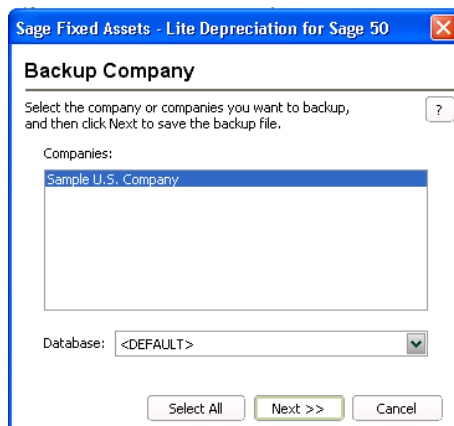 Sage Fixed Assets - Lite Depreciation for Sage 50
Backup Company
Select the company or companies you want to backup,
and then click Next to save the backup file.
?
Companies:
Sample U.S. Company
Database: <DEFAULT>
Select All Next >> Cancel